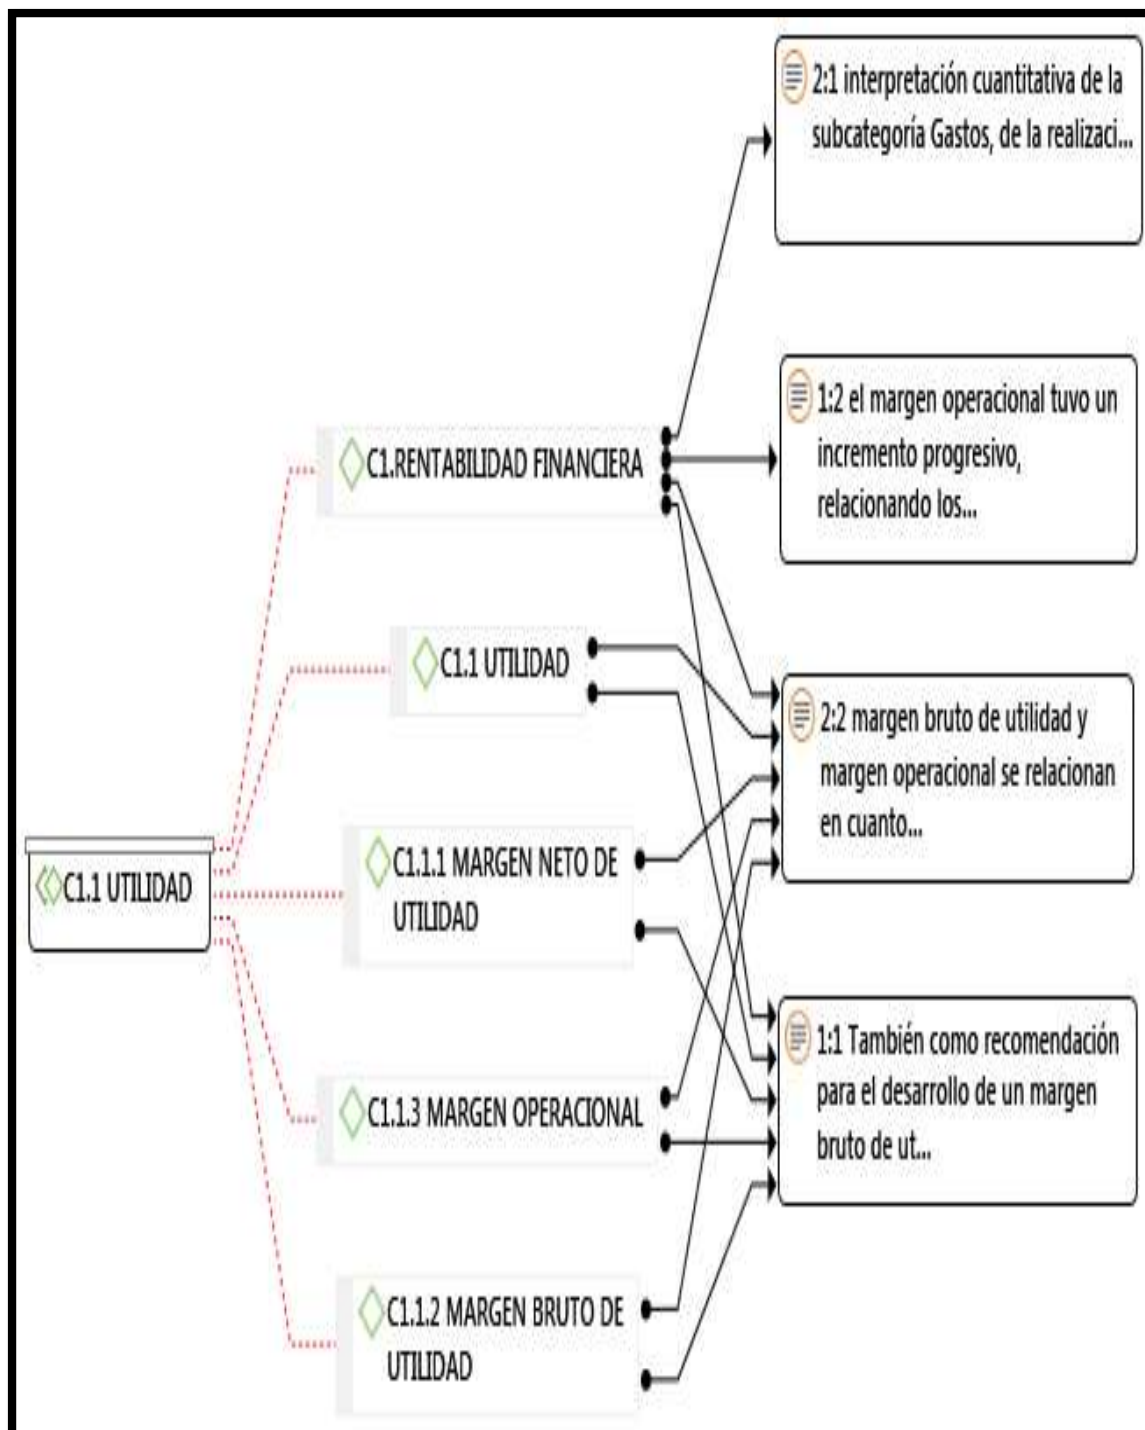 C1.1 UTILIDAD
C1.RENTABILIDAD FINANCIERA
C1.1 UTILIDAD
C1.1.1 MARGEN NETO DE
UTILIDAD
C1.1.3 MARGEN OPERACIONAL
C1.1.2 MARGEN BRUTO DE
UTILIDAD
2:1 interpretación cuantitativa de la
subcategoría Gastos, de la realizaci...
1:2 el margen operacional tuvo un
incremento progresivo,
relacionando los...
2:2 margen bruto de utilidad y
margen operacional se relacionan
en cuanto...
1:1 También como recomendación
para el desarrollo de un margen
bruto de ut...